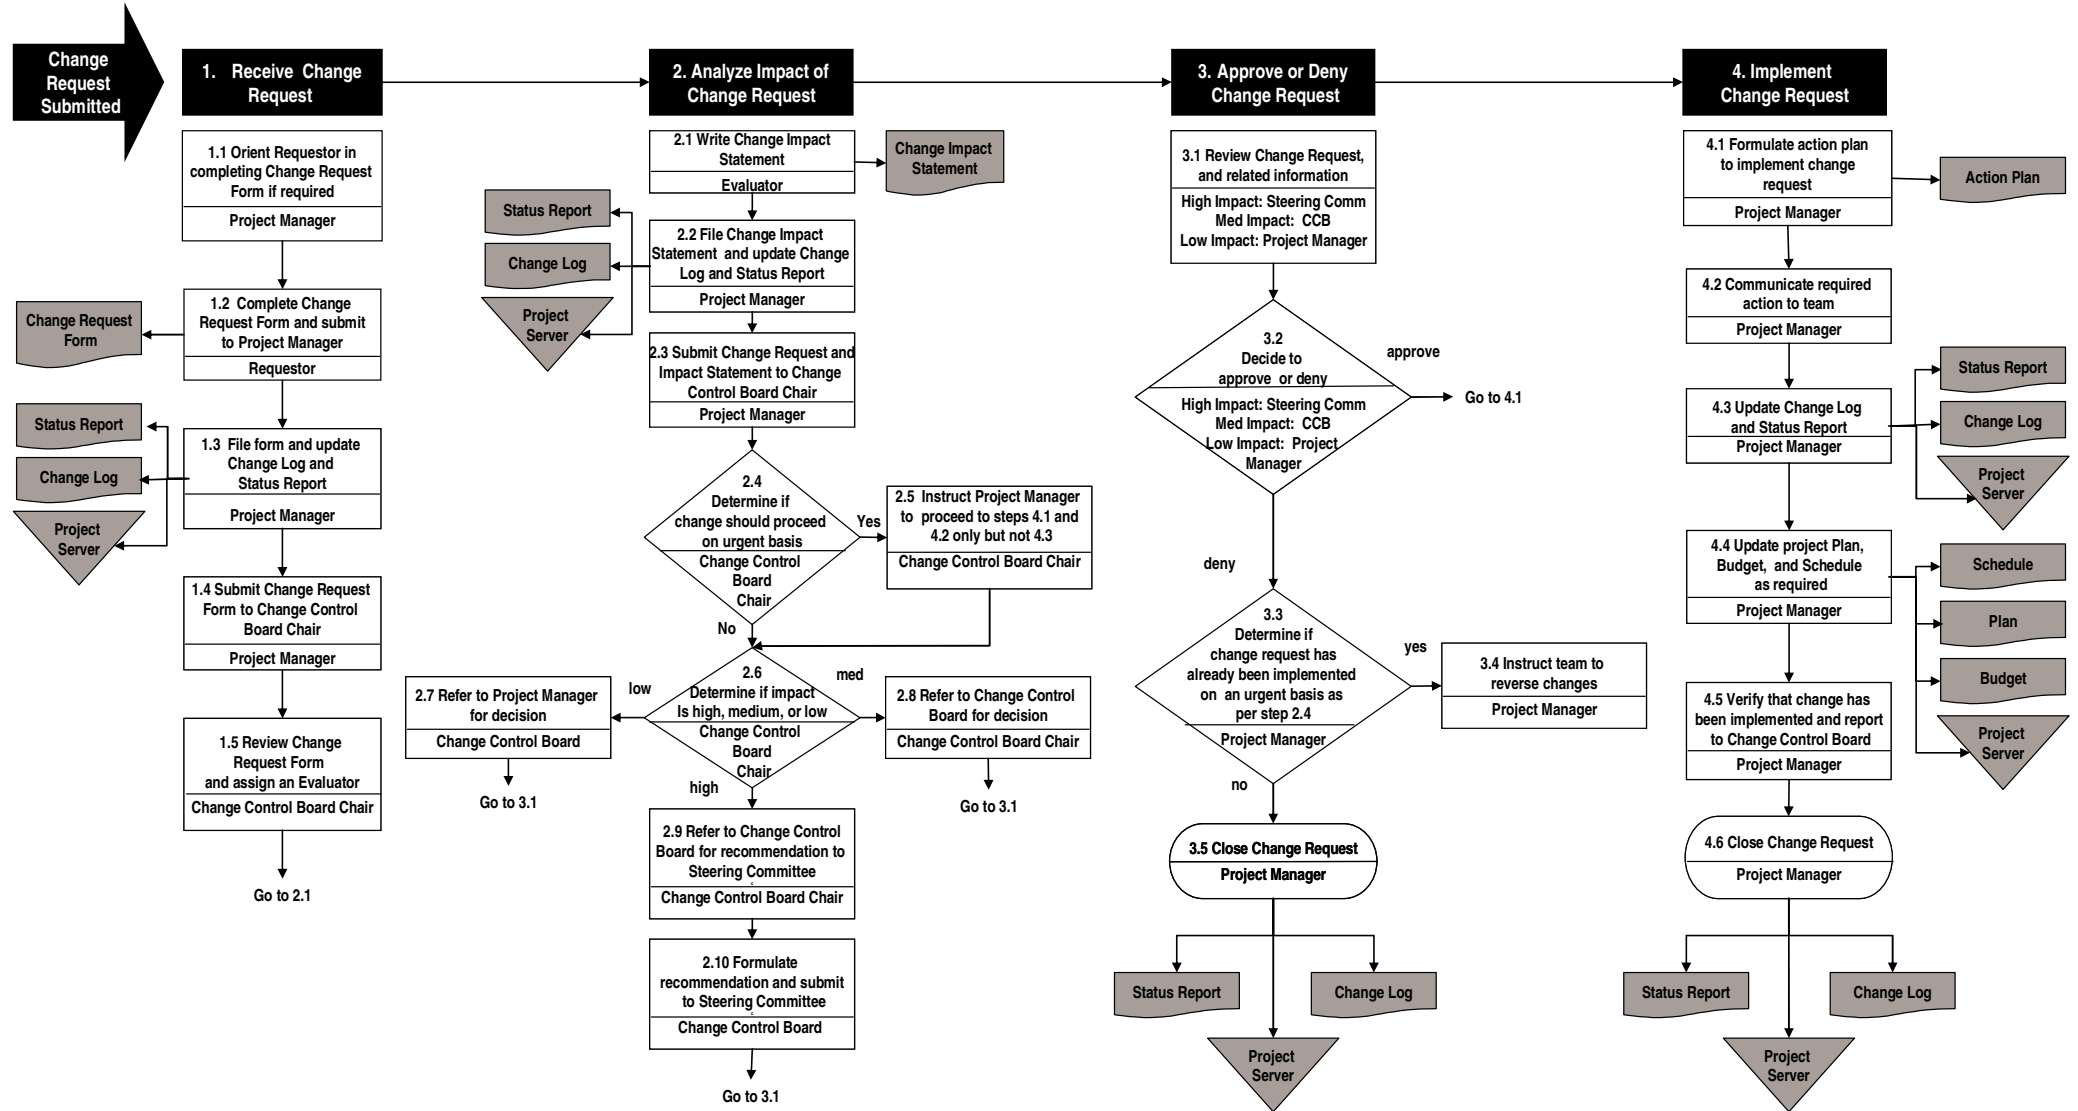 Change
Request
Submitted
1. Receive Change
Request
2. Analyze Impact of
Change Request
3. Approve or Deny
Change Request
4. Implement
Change Request
1.1 Orient Requestor in
completing Change Request
Form if required
Project Manager
Change Request
Form
1.2 Complete Change
Request Form and submit
to Project Manager
Requestor
Status Report
Change Log
Project
Server
1.3 File form and update
Change Log and
Status Report
Project Manager
1.4 Submit Change Request
Form to Change Control
Board Chair
Project Manager
1.5 Review Change
Request Form
and assign an Evaluator
Change Control Board Chair
Go to 2.1
2.1 Write Change Impact
Statement
Evaluator
Change Impact
Statement
Status Report
Change Log
Project
Server
2.2 File Change Impact
Statement and update Change
Log and Status Report
Project Manager
2.3 Submit Change Request and
Impact Statement to Change
Control Board Chair
Project Manager
2.4
Determine if
change should proceed
on urgent basis
Change Control
Board
Chair
Yes
2.5 Instruct Project Manager
to proceed to steps 4.1 and
4.2 only but not 4.3
Change Control Board Chair
No
2.6
Determine if impact
Is high, medium, or low
Change Control
Board
Chair
low
2.7 Refer to Project Manager
for decision
Change Control Board
Go to 3.1
med
2.8 Refer to Change Control
Board for decision
Change Control Board Chair
Go to 3.1
high
2.9 Refer to Change Control
Board for recommendation to
Steering Committee
Change Control Board Chair
2.10 Formulate
recommendation and submit
to Steering Committee
Change Control Board
Go to 3.1
3.1 Review Change Request,
and related information
High Impact: Steering Comm
Med Impact: CCB
Low Impact: Project Manager
3.2
Decide to
approve or deny
High Impact: Steering Comm
Med Impact: CCB
Low Impact: Project
Manager
approve
Go to 4.1
deny
3.3
Determine if
change request has
already been implemented
on an urgent basis as
per step 2.4
Project Manager
yes
3.4 Instruct team to
reverse changes
Project Manager
no
3.5 Close Change Request
Project Manager
Status Report
Change Log
Project
Server
4.1 Formulate action plan
to implement change
request
Project Manager
Action Plan
4.2 Communicate required
action to team
Project Manager
4.3 Update Change Log
and Status Report
Project Manager
Status Report
Change Log
Project
Server
4.4 Update project Plan,
Budget, and Schedule
as required
Project Manager
Schedule
Plan
Budget
Project
Server
4.5 Verify that change has
been implemented and report
to Change Control Board
Project Manager
4.6 Close Change Request
Project Manager
Status Report
Change Log
Project
Server